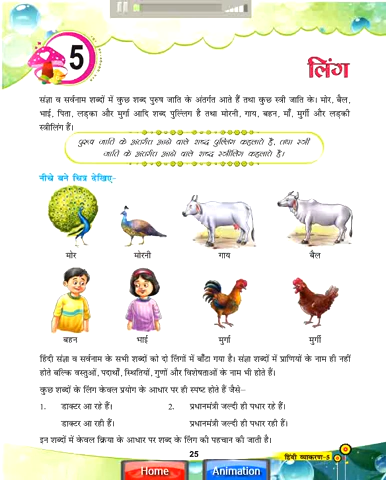 5
लिंग
संज्ञा व सर्वनाम शब्दों में कुछ शब्द पुरुष जाति के अंतर्गत आते हैं तथा कुछ स्त्री जाति के। मोर, बैल,
भाई, पिता, लड़का और मुर्गा आदि शब्द पुल्लिंग है तथा मोरनी, गाय, बहन, माँ, मुर्गी और लड़की
स्त्रीलिंग हैं।
पुरुष जाति के अंतर्गत आने वाले शब्द पुल्लिंग कहलाते हैं, तथा स्त्री
जाति के अंतर्गत आने वाले शब्द स्त्रीलिंग कहलाते हैं।
नीचे बने चित्र देखिए-
मोर मोरनी गाय बैल
बहन भाई मुर्गा मुर्गी
हिंदी संज्ञा व सर्वनाम के सभी शब्दों को दो लिंगों में बाँटा गया है। संज्ञा शब्दों में प्राणियों के नाम ही नहीं
होते बल्कि वस्तुओं, पदार्थों, स्थितियों, गुणों और विशेषताओं के नाम भी होते हैं।
कुछ शब्दों के लिंग केवल प्रयोग के आधार पर ही स्पष्ट होते हैं जैसे–
1. डाक्टर आ रहे हैं। 2. प्रधानमंत्री जल्दी ही पधार रहे हैं।
डाक्टर आ रही हैं। प्रधानमंत्री जल्दी ही पधार रही हैं।
इन शब्दों में केवल क्रिया के आधार पर शब्द के लिंग की पहचान की जाती है।
25
हिंदी व्याकरण-5
Home Animation